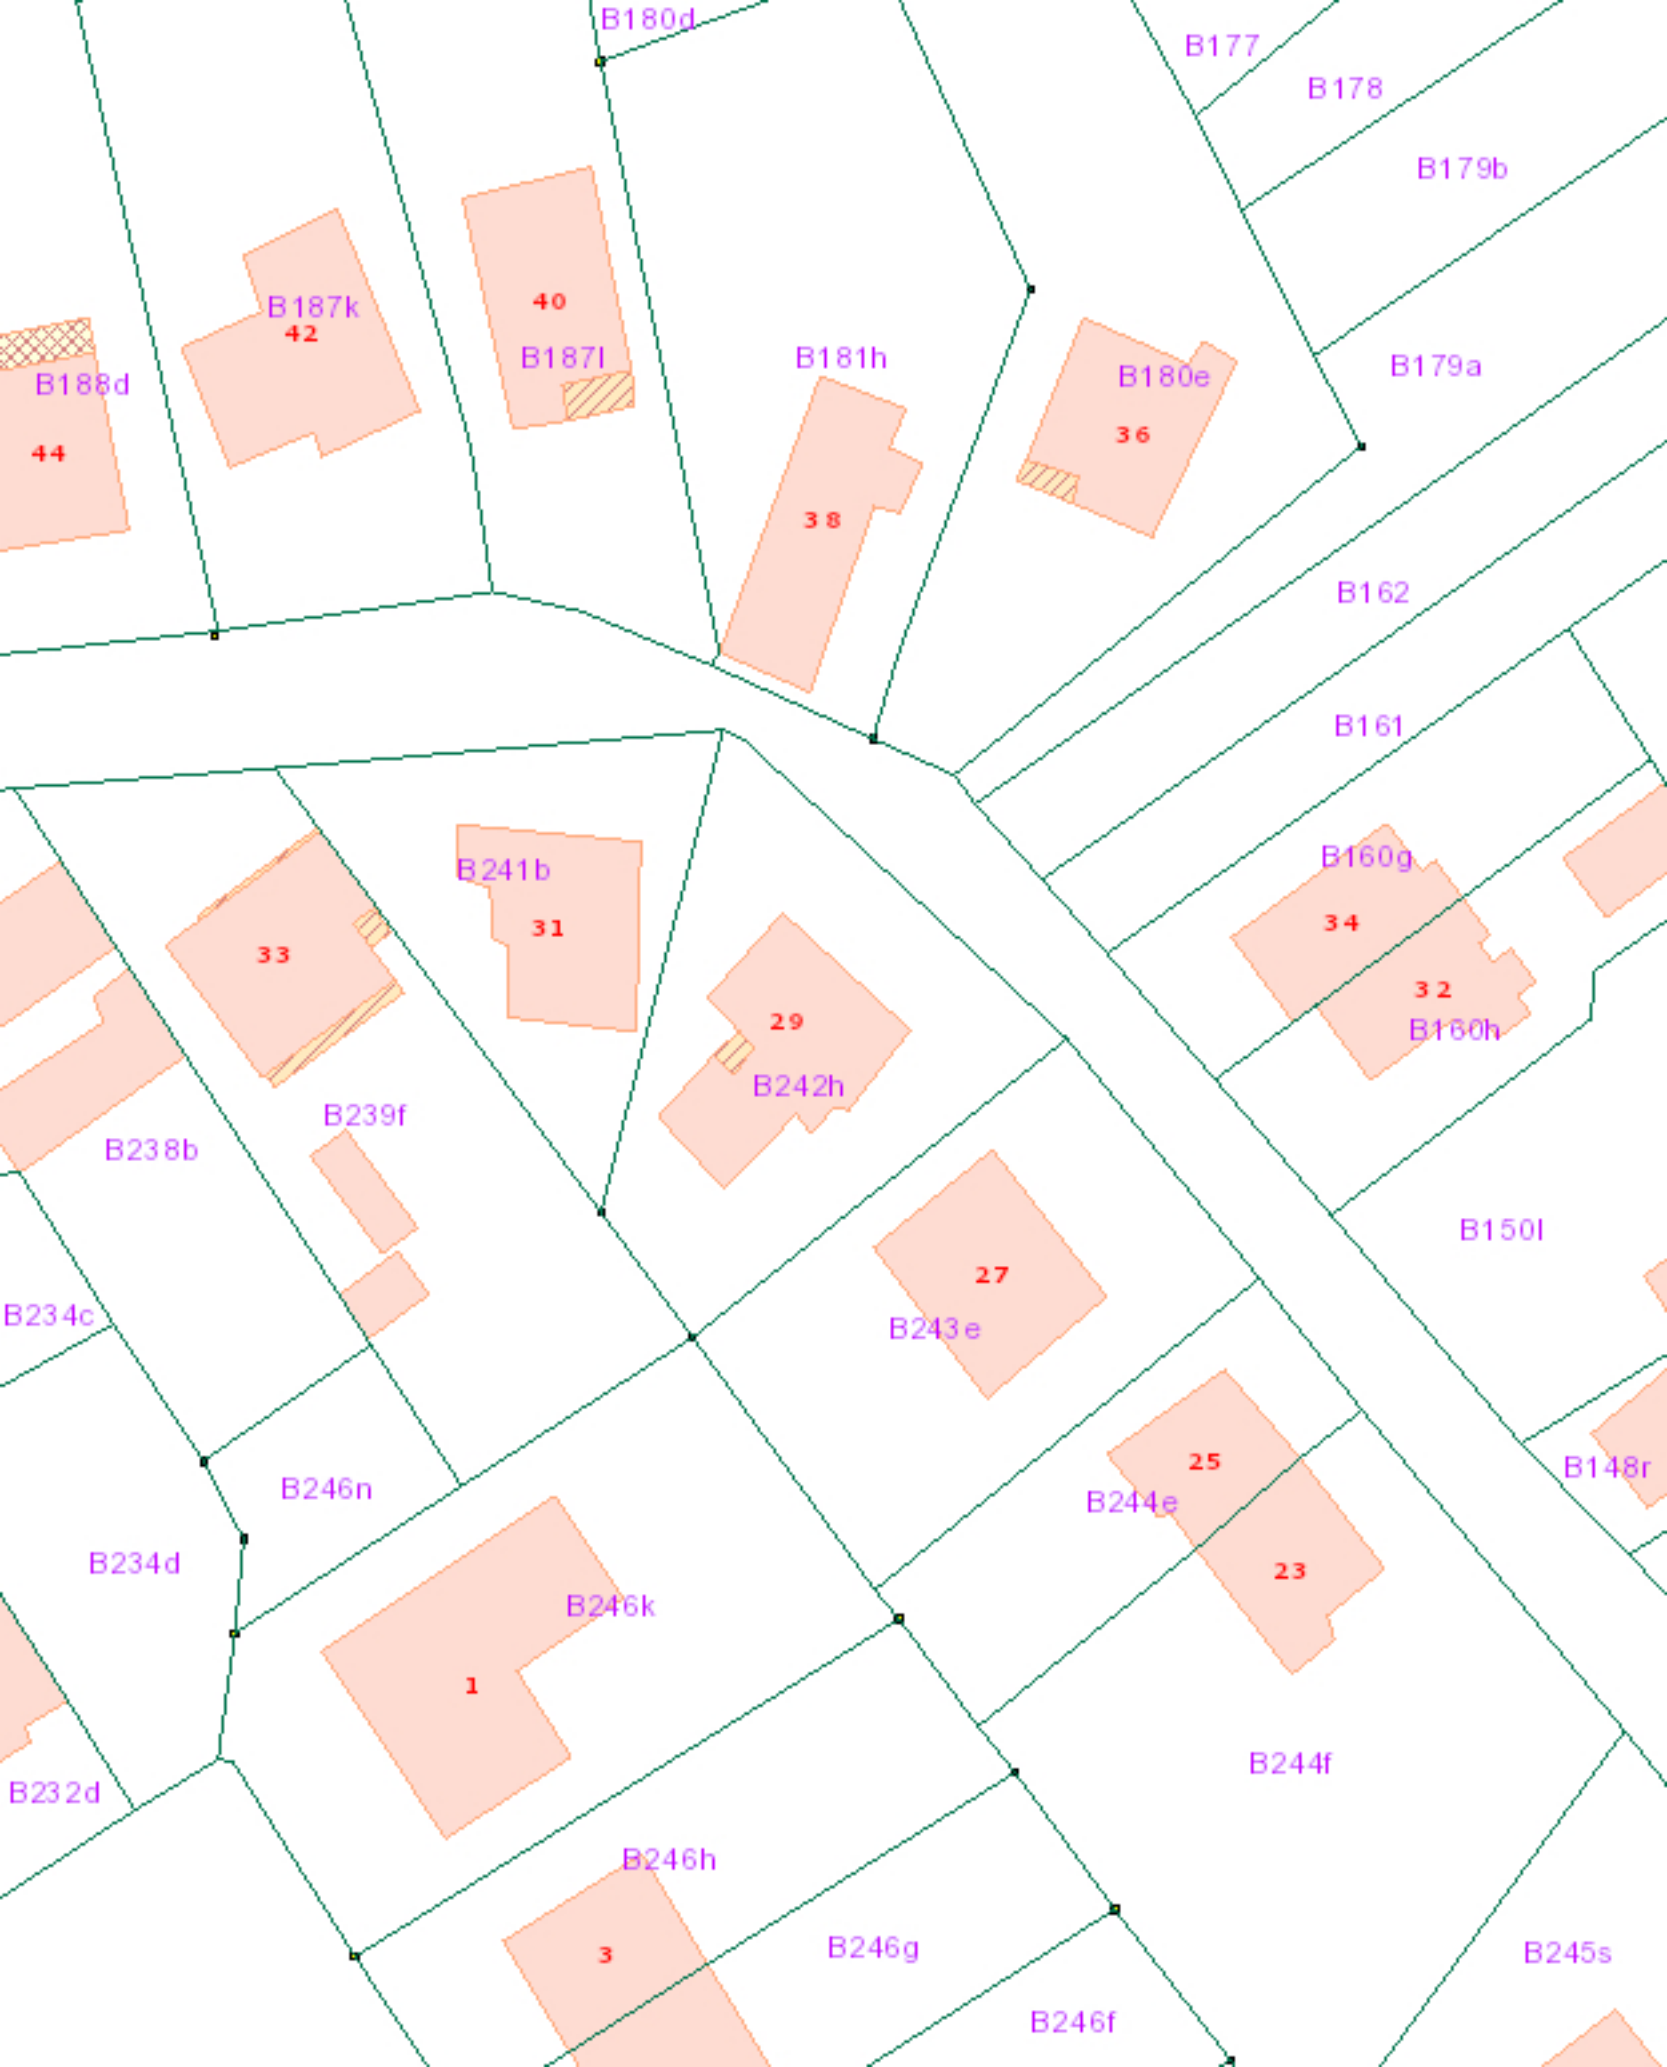 B180d
B177
B178
B179b
B187k
42
40
B187l
B181h
B180e
B179a
B188d
36
44
38
B162
B161
B160g
B241b
34
31
33
32
29
B160h
B242h
B239f
B238b
B150l
27
B234c
B243e
25
B148r
B246n
B244e
B234d
23
B246k
1
B244f
B232d
B246h
B246g
3
B245s
B246f